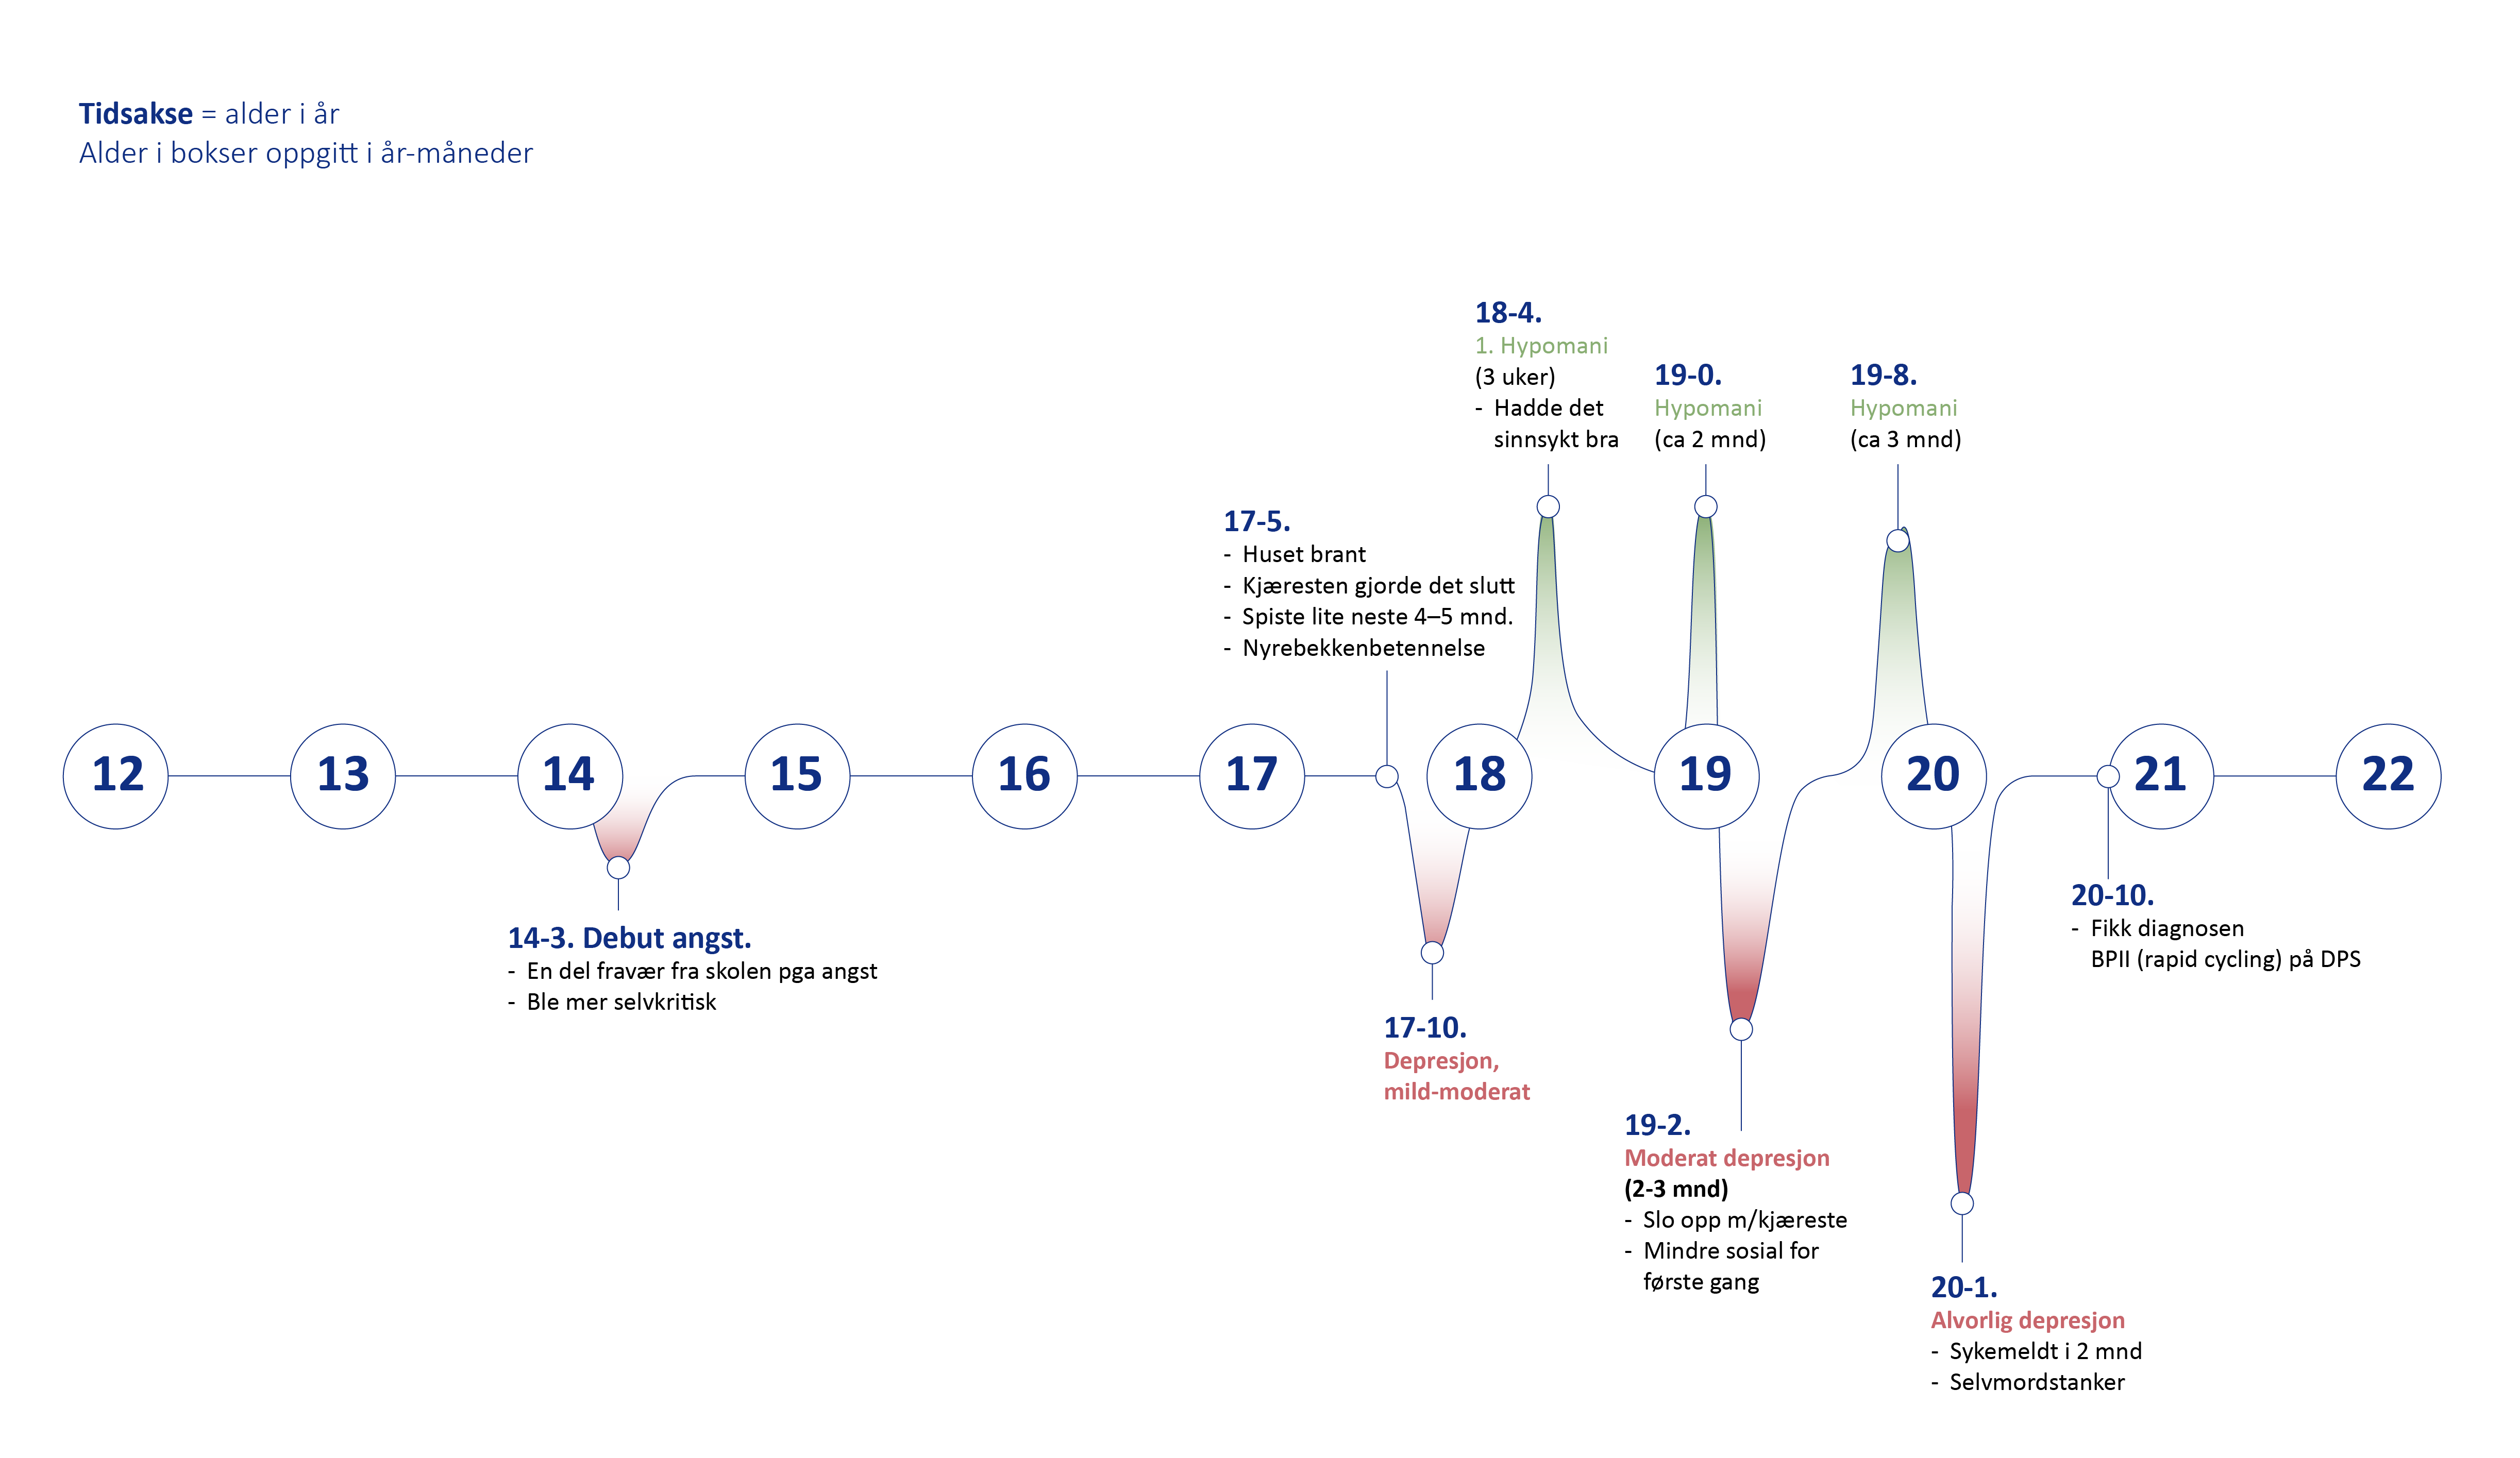 Tidsakse = alder i år
Alder i bokser oppgitt i år-måneder
18-4.
1. Hypomani
(3 uker)
- Hadde det
sinnsykt bra
19-0.
Hypomani
(ca 2 mnd)
19-8.
Hypomani
(ca 3 mnd)
17-5.
- Huset brant
- Kjæresten gjorde det slutt
- Spiste lite neste 4–5 mnd.
- Nyrebekkenbetennelse
12 13 14 15 16 17 18 19 20 21 22
14-3. Debut angst.
- En del fravær fra skolen pga angst
- Ble mer selvkritisk
17-10.
Depresjon,
mild-moderat
19-2.
Moderat depresjon
(2-3 mnd)
- Slo opp m/kjæreste
- Mindre sosial for
første gang
20-1.
Alvorlig depresjon
- Sykemeldt i 2 mnd
- Selvmordstanker
20-10.
- Fikk diagnosen
BPII (rapid cycling) på DPS